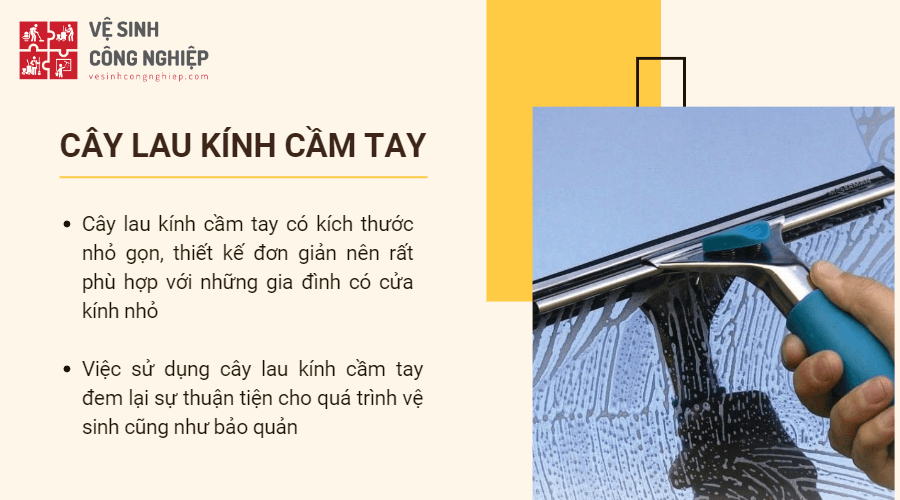 VỆ SINH
CÔNG NGHIỆP
vesinhcongnghiep.com
CÂY LAU KÍNH CẦM TAY
Cây lau kính cầm tay có kích thước
nhỏ gọn, thiết kế đơn giản nên rất
phù hợp với những gia đình có cửa
kính nhỏ
Việc sử dụng cây lau kính cầm tay
đem lại sự thuận tiện cho quá trình vệ
sinh cũng như bảo quản